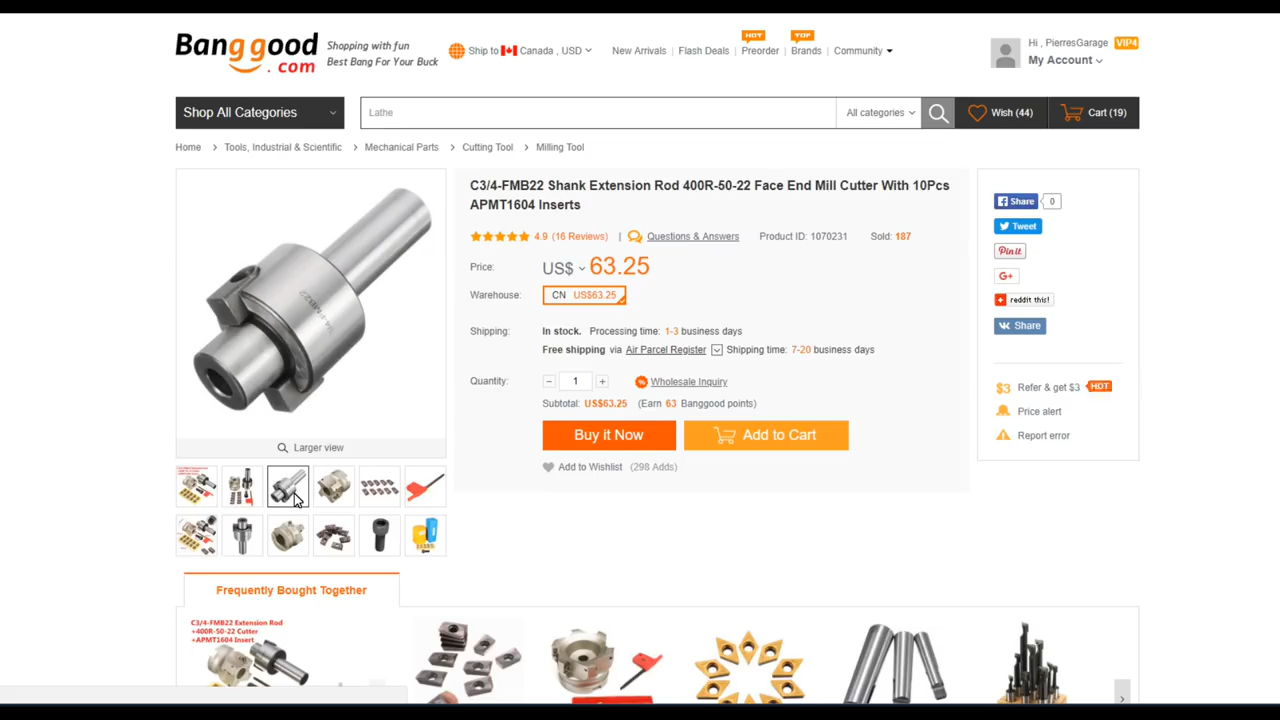 Banggood
.com
Shopping with fun
Best Bang For Your Buck
Ship to Canada , USD
New Arrivals
Flash Deals
HOT
Preorder
TOP
Brands
Community
Hi , PierresGarage VIP4
My Account
Shop All Categories
Lathe
All categories
Wish (44)
Cart (19)
Home > Tools, Industrial & Scientific > Mechanical Parts > Cutting Tool > Milling Tool
C3/4-FMB22 Shank Extension Rod 400R-50-22 Face End Mill Cutter With 10Pcs
APMT1604 Inserts
4.9 (16 Reviews) | Questions & Answers Product ID: 1070231 Sold: 187
Price: US$ 63.25
Warehouse: CN US$63.25
Shipping: In stock. Processing time: 1-3 business days
Free shipping via Air Parcel Register Shipping time: 7-20 business days
Quantity: - 1 + Wholesale Inquiry
Subtotal: US$63.25 (Earn 63 Banggood points)
Buy it Now
Add to Cart
Add to Wishlist (298 Adds)
Larger view
Share 0
Tweet
Pin it
G+
reddit this!
Share
$3 Refer & get $3 HOT
Price alert
Report error
Frequently Bought Together
C3/4-FMB22 Extension Rod
+400R-50-22 Cutter
+APMT1604 Insert